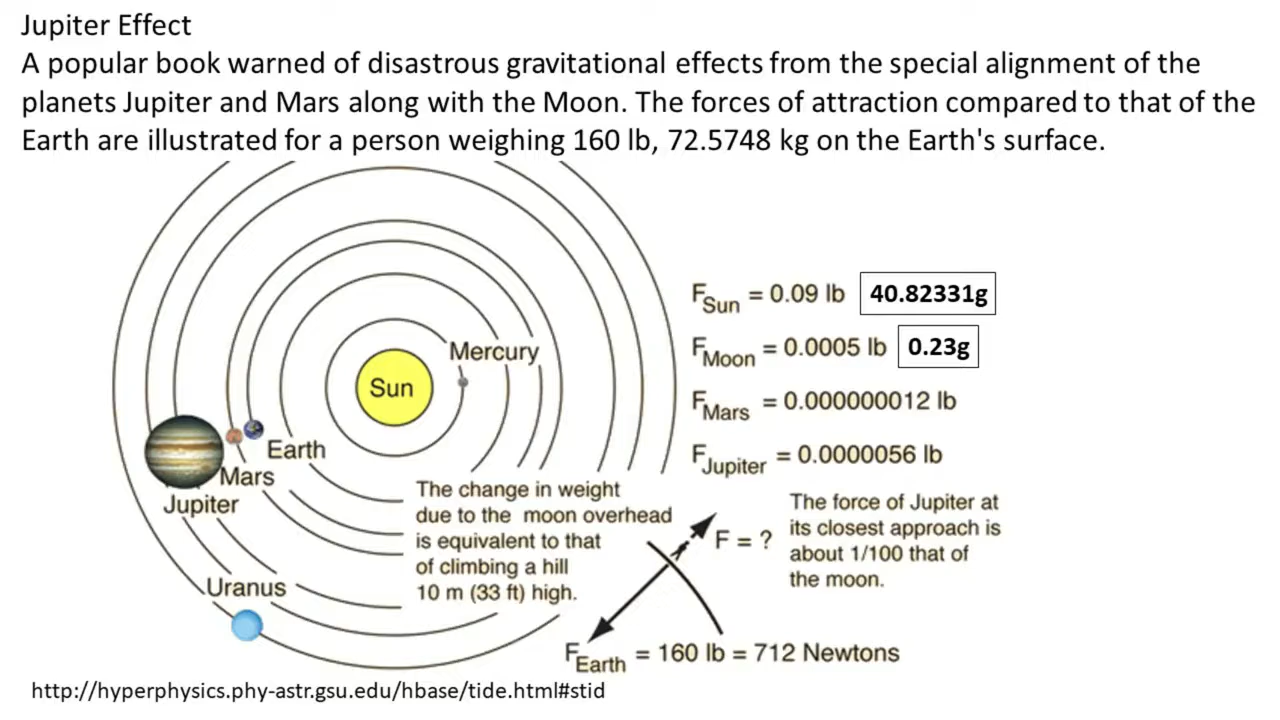 Jupiter Effect
A popular book warned of disastrous gravitational effects from the special alignment of the
planets Jupiter and Mars along with the Moon. The forces of attraction compared to that of the
Earth are illustrated for a person weighing 160 lb, 72.5748 kg on the Earth's surface.
Mercury
Sun
Earth
Mars
Jupiter
Uranus
F Sun = 0.09 lb 40.82331g
F Moon = 0.0005 lb 0.23g
F Mars = 0.000000012 lb
F Jupiter = 0.0000056 lb
The change in weight
due to the moon overhead
is equivalent to that
of climbing a hill
10 m (33 ft) high.
F = ?
The force of Jupiter at
its closest approach is
about 1/100 that of
the moon.
F Earth = 160 lb = 712 Newtons
http://hyperphysics.phy-astr.gsu.edu/hbase/tide.html#stid